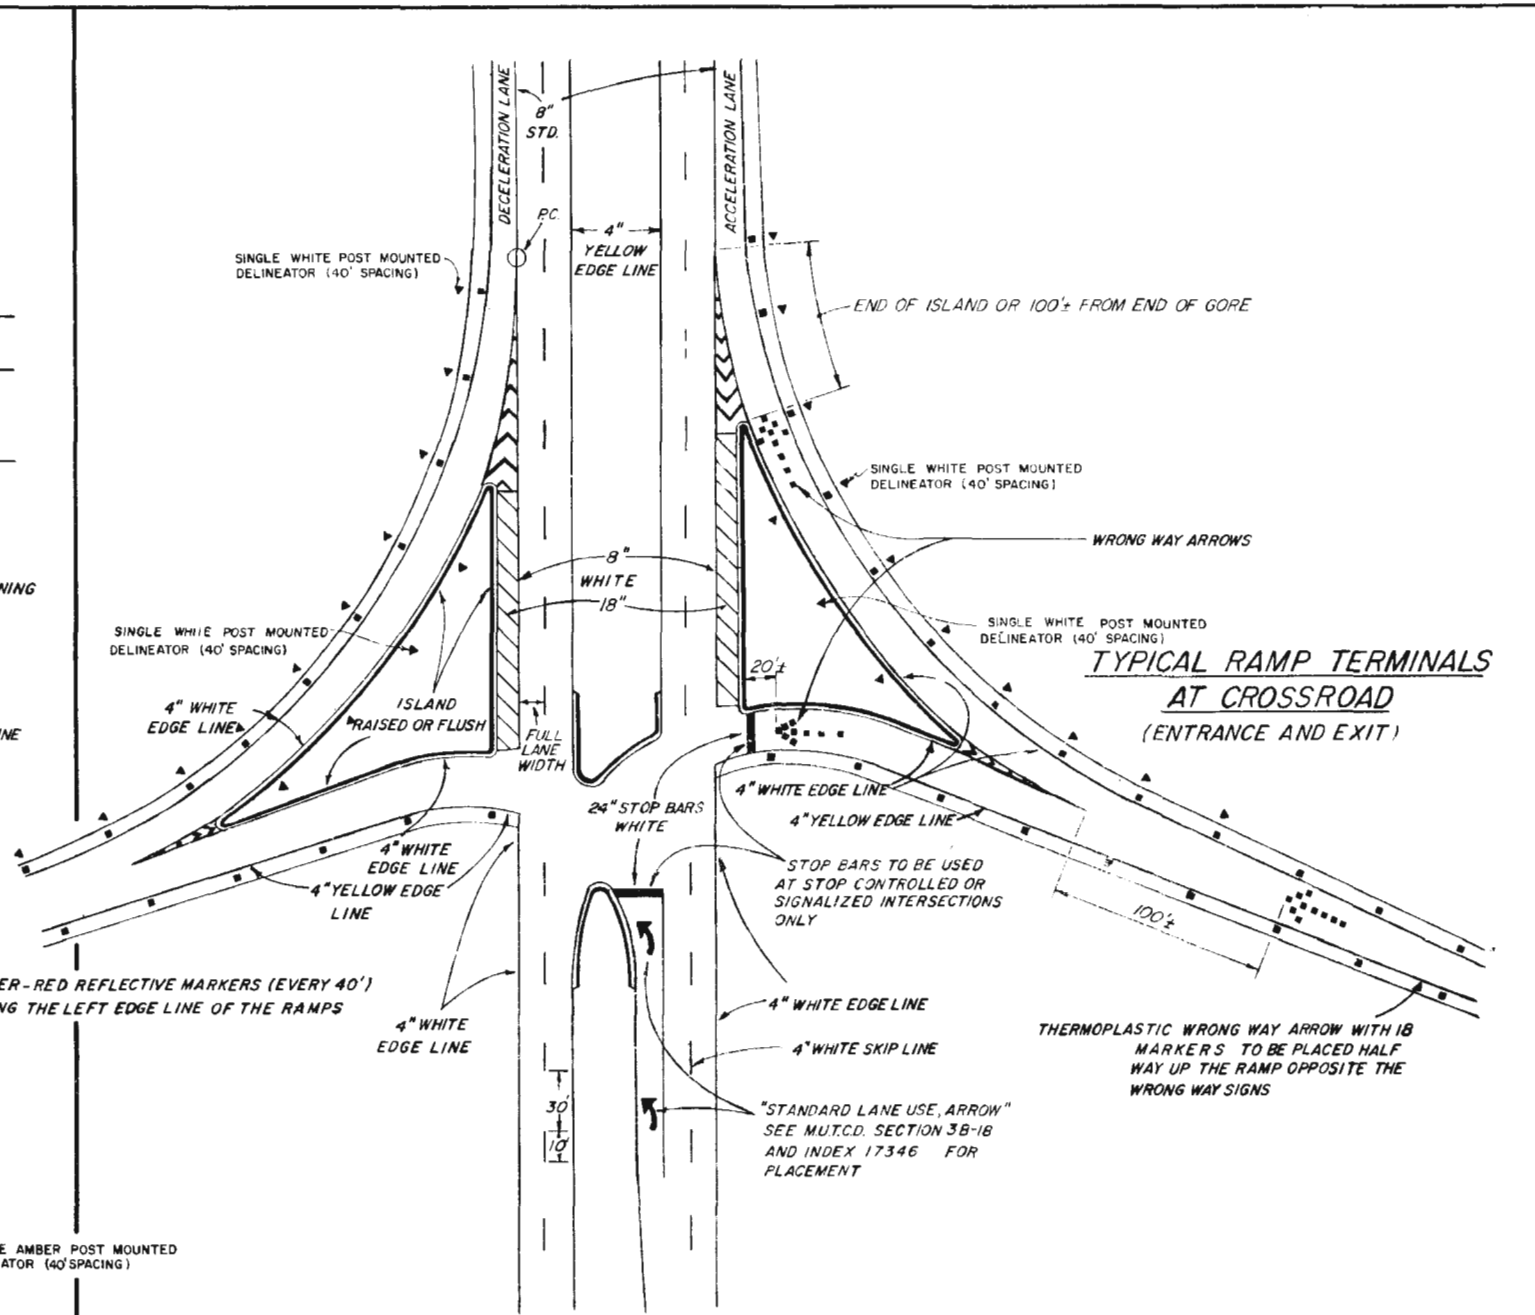 DECELERATION LANE
8"
STD.
ACCELERATION LANE
P.C.
4"
YELLOW
EDGE LINE
SINGLE WHITE POST MOUNTED
DELINEATOR (40' SPACING)
END OF ISLAND OR 100'± FROM END OF GORE
SINGLE WHITE POST MOUNTED
DELINEATOR (40' SPACING)
WRONG WAY ARROWS
8"
WHITE
18"
NING
SINGLE WHITE POST MOUNTED
DELINEATOR (40' SPACING)
SINGLE WHITE POST MOUNTED
DELINEATOR (40' SPACING)
TYPICAL RAMP TERMINALS
AT CROSSROAD
(ENTRANCE AND EXIT)
20'±
4" WHITE
EDGE LINE
ISLAND
RAISED OR FLUSH
NE
FULL
LANE
WIDTH
24" STOP BARS
WHITE
4" WHITE EDGE LINE
4" YELLOW EDGE LINE
4" WHITE
EDGE LINE
4" YELLOW EDGE
LINE
STOP BARS TO BE USED
AT STOP CONTROLLED OR
SIGNALIZED INTERSECTIONS
ONLY
100'±
ER-RED REFLECTIVE MARKERS (EVERY 40')
NG THE LEFT EDGE LINE OF THE RAMPS
4" WHITE
EDGE LINE
4" WHITE EDGE LINE
4" WHITE SKIP LINE
THERMOPLASTIC WRONG WAY ARROW WITH 18
MARKERS TO BE PLACED HALF
WAY UP THE RAMP OPPOSITE THE
WRONG WAY SIGNS
30'
10'
"STANDARD LANE USE, ARROW"
SEE M.U.T.C.D. SECTION 3B-18
AND INDEX 17346 FOR
PLACEMENT
E AMBER POST MOUNTED
ATOR (40' SPACING)